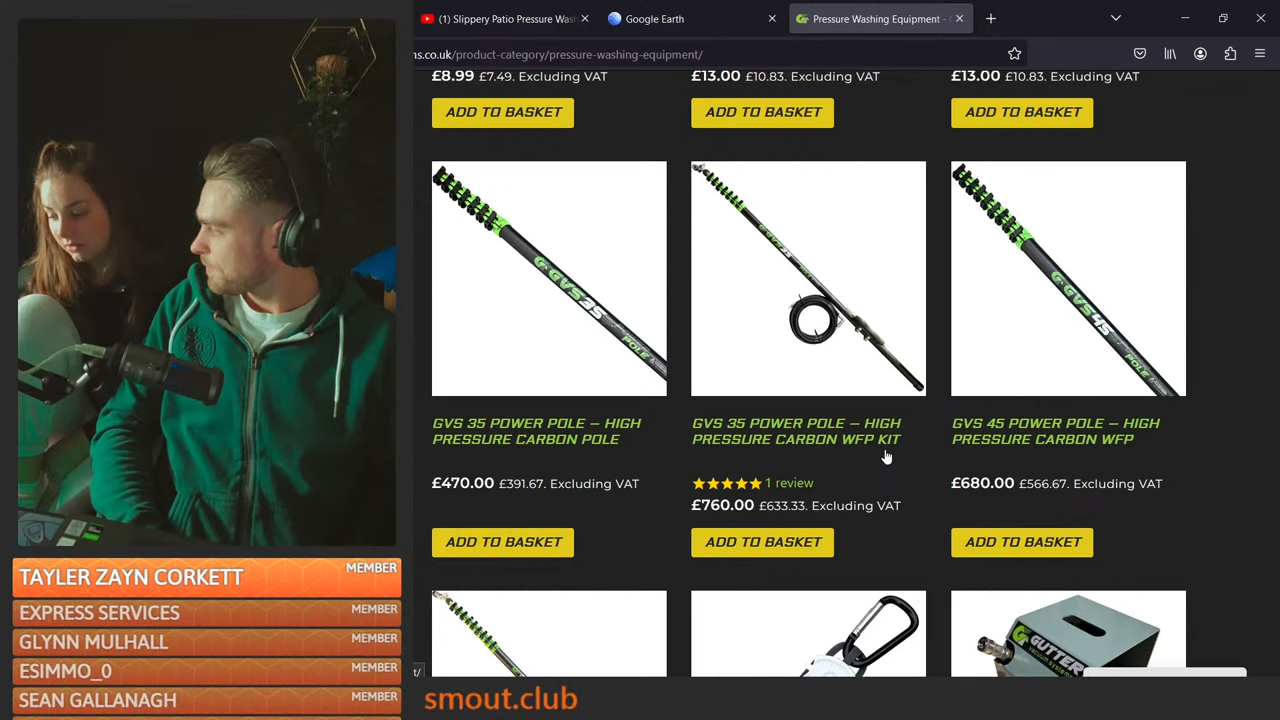 (1) Slippery Patio Pressure Was
Google Earth
Pressure Washing Equipment -
ns.co.uk/product-category/pressure-washing-equipment/
£8.99 £7.49. Excluding VAT
£13.00 £10.83. Excluding VAT
£13.00 £10.83. Excluding VAT
ADD TO BASKET
ADD TO BASKET
ADD TO BASKET
GVS35
POLE
GVS35
GVS45
POLE
GVS 35 POWER POLE – HIGH
PRESSURE CARBON POLE
GVS 35 POWER POLE – HIGH
PRESSURE CARBON WFP KIT
GVS 45 POWER POLE – HIGH
PRESSURE CARBON WFP
£470.00 £391.67. Excluding VAT
1 review
£760.00 £633.33. Excluding VAT
£680.00 £566.67. Excluding VAT
ADD TO BASKET
ADD TO BASKET
ADD TO BASKET
GUTTER
TAYLER ZAYN CORKETT MEMBER
EXPRESS SERVICES MEMBER
GLYNN MULHALL MEMBER
ESIMMO_0 MEMBER
SEAN GALLANAGH MEMBER
smout.club